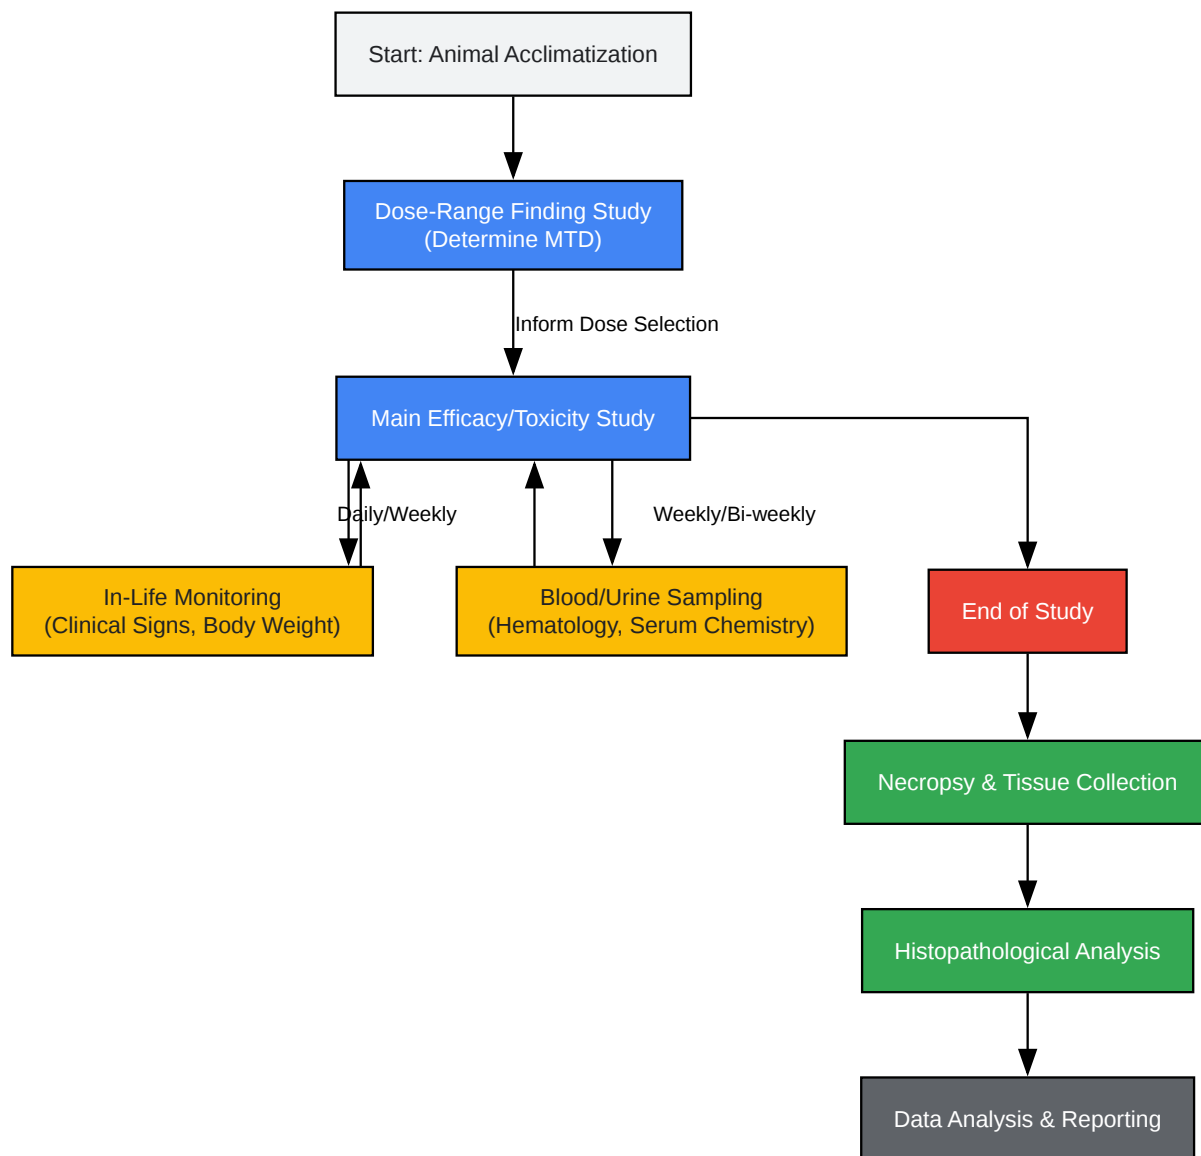 Start: Animal Acclimatization
Dose-Range Finding Study
(Determine MTD)
Inform Dose Selection
Main Efficacy/Toxicity Study
Daily/Weekly
Weekly/Bi-weekly
In-Life Monitoring
(Clinical Signs, Body Weight)
Blood/Urine Sampling
(Hematology, Serum Chemistry)
End of Study
Necropsy & Tissue Collection
Histopathological Analysis
Data Analysis & Reporting